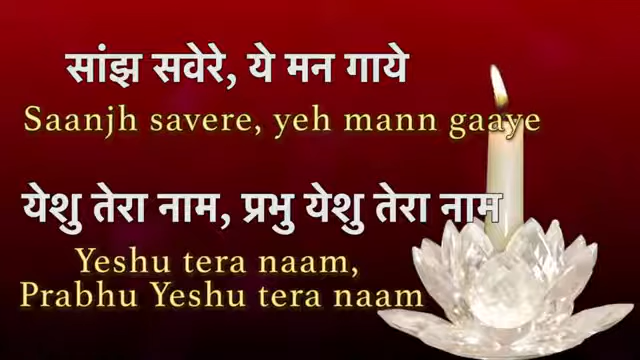 सांझ सवेरे, ये मन गाये
Saanjh savere, yeh mann gaaye
येशु तेरा नाम, प्रभु येशु तेरा नाम
Yeshu tera naam,
Prabhu Yeshu tera naam